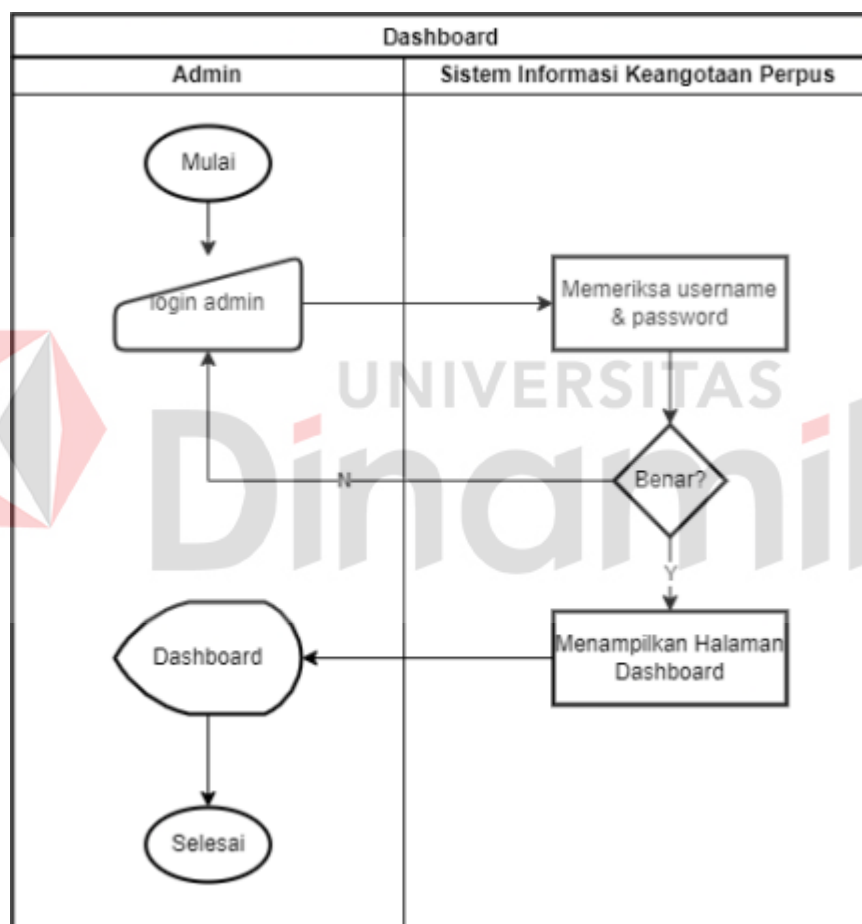 Dashboard
Admin
Sistem Informasi Keangotaan Perpus
Mulai
login admin
Memeriksa username
& password
UNIVERSITAS
Dinamik
Benar?
N
Y
Dashboard
Menampilkan Halaman
Dashboard
Selesai